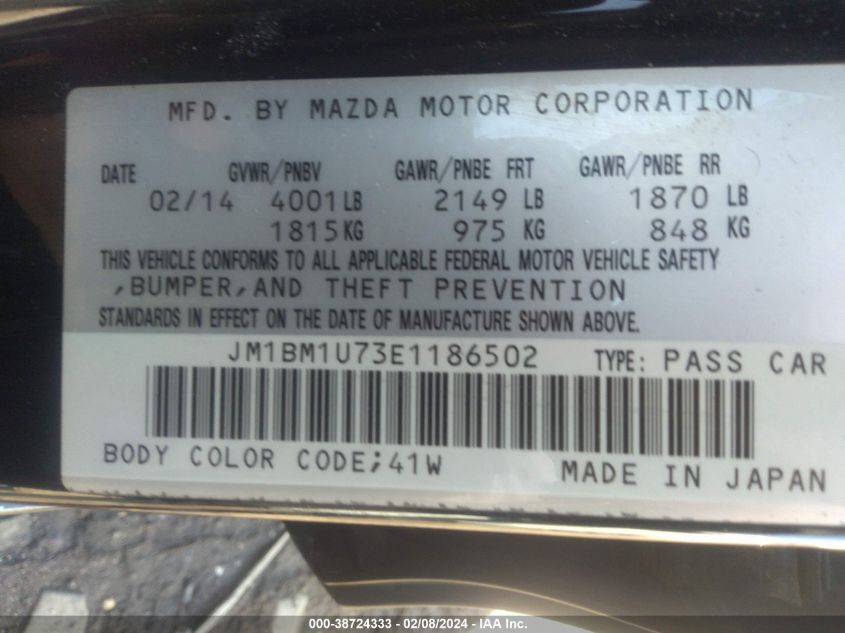 MFD. BY MAZDA MOTOR CORPORATION
DATE GVWR/PNBV GAWR/PNBE FRT GAWR/PNBE RR
02/14 4001LB 2149 LB 1870 LB
1815KG 975 KG 848 KG
THIS VEHICLE CONFORMS TO ALL APPLICABLE FEDERAL MOTOR VEHICLE SAFETY
,BUMPER,AND THEFT PREVENTION
STANDARDS IN EFFECT ON THE DATE OF MANUFACTURE SHOWN ABOVE.
JM1BM1U73E1186502 TYPE: PASS CAR
BODY COLOR CODE;41W MADE IN JAPAN
000-38724333 - 02/08/2024 - IAA Inc.